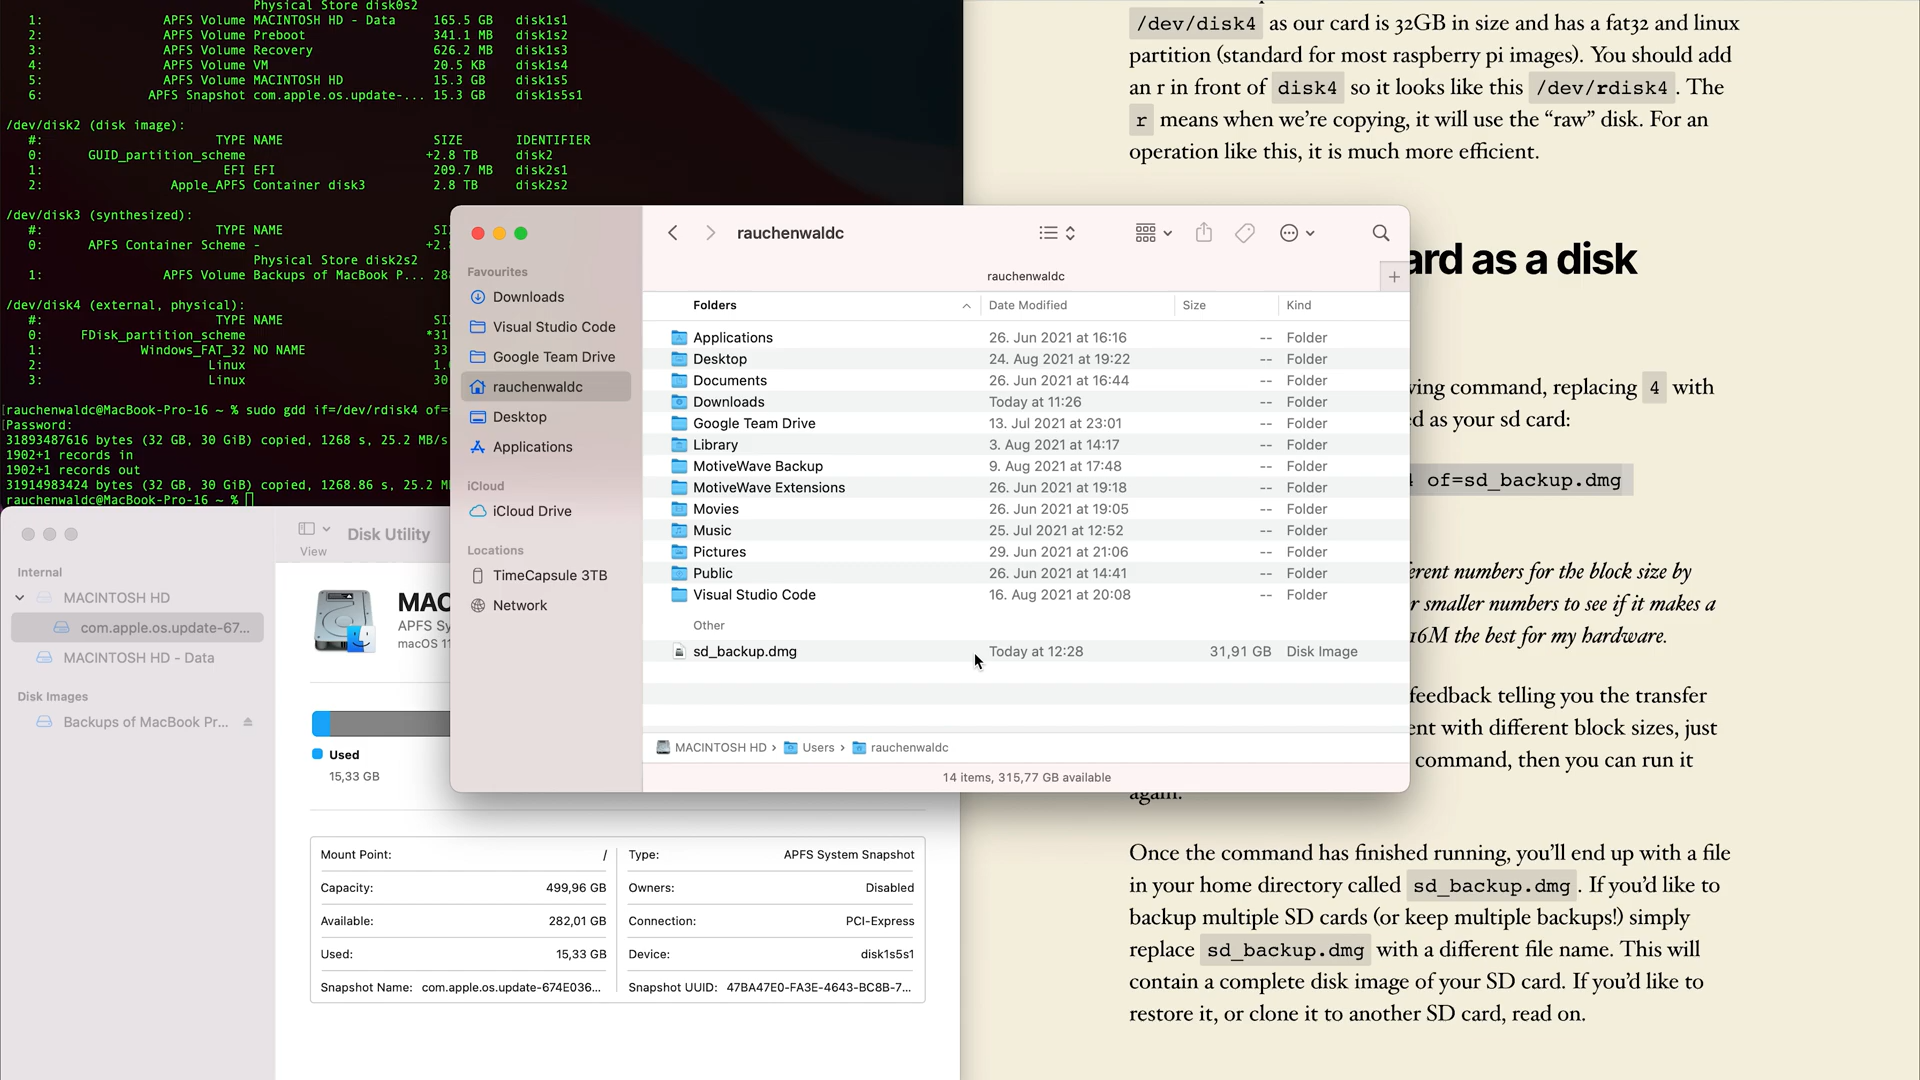 Physical Store disk0s2
1: APFS Volume MACINTOSH HD - Data 165.5 GB disk1s1
2: APFS Volume Preboot 341.1 MB disk1s2
3: APFS Volume Recovery 626.2 MB disk1s3
4: APFS Volume VM 20.5 KB disk1s4
5: APFS Volume MACINTOSH HD 15.3 GB disk1s5
6: APFS Snapshot com.apple.os.update-... 15.3 GB disk1s5s1
/dev/disk2 (disk image):
#: TYPE NAME SIZE IDENTIFIER
0: GUID_partition_scheme +2.8 TB disk2
1: EFI EFI 209.7 MB disk2s1
2: Apple_APFS Container disk3 2.8 TB disk2s2
/dev/disk3 (synthesized):
#: TYPE NAME SI
0: APFS Container Scheme - +2.
Physical Store disk2s2
1: APFS Volume Backups of MacBook P... 28
/dev/disk4 (external, physical):
#: TYPE NAME SI
0: FDisk_partition_scheme *31
1: Windows_FAT_32 NO NAME 33
2: Linux 1.
3: Linux 30
[rauchenwaldc@MacBook-Pro-16 ~ % sudo gdd if=/dev/rdisk4 of=
[Password:
31893487616 bytes (32 GB, 30 GiB) copied, 1268 s, 25.2 MB/s
1902+1 records in
1902+1 records out
31914983424 bytes (32 GB, 30 GiB) copied, 1268.86 s, 25.2 M
rauchenwaldc@MacBook-Pro-16 ~ %
View
Disk Utility
Internal
MACINTOSH HD
com.apple.os.update-67...
MACINTOSH HD - Data
Disk Images
Backups of MacBook Pr...
MAC
APFS Sy
macOS 11
Used
15,33 GB
Mount Point: / Type: APFS System Snapshot
Capacity: 499,96 GB Owners: Disabled
Available: 282,01 GB Connection: PCI-Express
Used: 15,33 GB Device: disk1s5s1
Snapshot Name: com.apple.os.update-674E036... Snapshot UUID: 47BA47E0-FA3E-4643-BC8B-7...
Favourites
Downloads
Visual Studio Code
Google Team Drive
rauchenwaldc
Desktop
Applications
iCloud
iCloud Drive
Locations
TimeCapsule 3TB
Network
rauchenwaldc
rauchenwaldc
Folders Date Modified Size Kind
Applications 26. Jun 2021 at 16:16 -- Folder
Desktop 24. Aug 2021 at 19:22 -- Folder
Documents 26. Jun 2021 at 16:44 -- Folder
Downloads Today at 11:26 -- Folder
Google Team Drive 13. Jul 2021 at 23:01 -- Folder
Library 3. Aug 2021 at 14:17 -- Folder
MotiveWave Backup 9. Aug 2021 at 17:48 -- Folder
MotiveWave Extensions 26. Jun 2021 at 19:18 -- Folder
Movies 26. Jun 2021 at 19:05 -- Folder
Music 25. Jul 2021 at 12:52 -- Folder
Pictures 29. Jun 2021 at 21:06 -- Folder
Public 26. Jun 2021 at 14:41 -- Folder
Visual Studio Code 16. Aug 2021 at 20:08 -- Folder
Other
sd_backup.dmg Today at 12:28 31,91 GB Disk Image
MACINTOSH HD › Users › rauchenwaldc
14 items, 315,77 GB available
/dev/disk4 as our card is 32GB in size and has a fat32 and linux
partition (standard for most raspberry pi images). You should add
an r in front of disk4 so it looks like this /dev/rdisk4. The
r means when we’re copying, it will use the “raw” disk. For an
operation like this, it is much more efficient.
ard as a disk
ving command, replacing 4 with
d as your sd card:
of=sd_backup.dmg
erent numbers for the block size by
r smaller numbers to see if it makes a
16M the best for my hardware.
feedback telling you the transfer
ent with different block sizes, just
command, then you can run it
again.
Once the command has finished running, you’ll end up with a file
in your home directory called sd_backup.dmg. If you’d like to
backup multiple SD cards (or keep multiple backups!) simply
replace sd_backup.dmg with a different file name. This will
contain a complete disk image of your SD card. If you’d like to
restore it, or clone it to another SD card, read on.